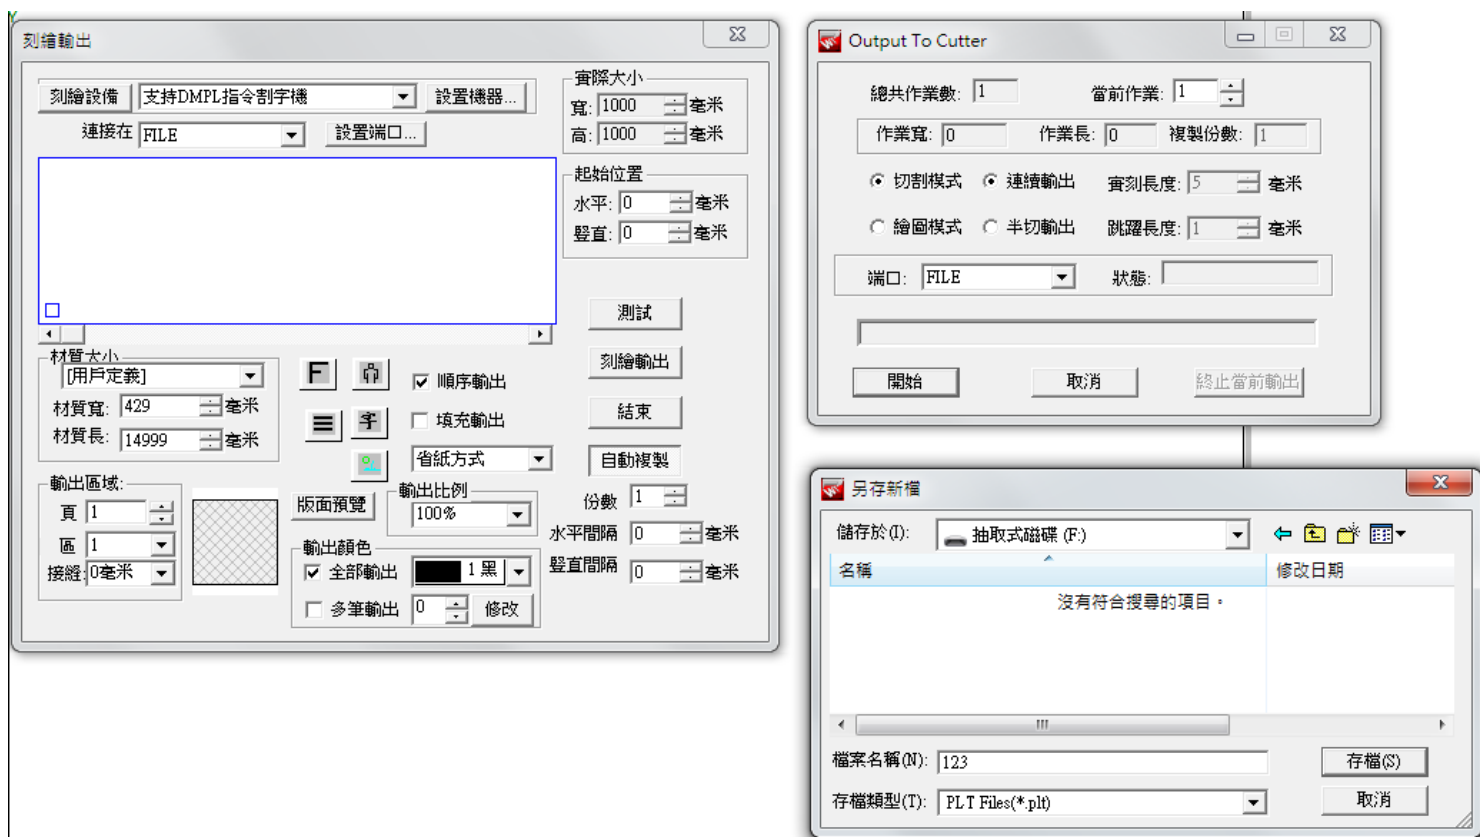 刻繪輸出
刻繪設備 支持DMPL指令割字機 設置機器...
連接在 FILE 設置端口...
實際大小
寬: 1000 毫米
高: 1000 毫米
起始位置
水平: 0 毫米
豎直: 0 毫米
測試
刻繪輸出
結束
自動複製
份數 1
水平間隔 0 毫米
豎直間隔 0 毫米
材質大小
[用戶定義]
材質寬: 429 毫米
材質長: 14999 毫米
F
字
順序輸出
填充輸出
省紙方式
輸出區域:
頁 1
區 1
接縫: 0毫米
版面預覽
輸出比例
100%
輸出顏色
全部輸出 1 黑
多筆輸出 0 修改
Output To Cutter
總共作業數: 1 當前作業: 1
作業寬: 0 作業長: 0 複製份數: 1
切割模式 連續輸出 實刻長度: 5 毫米
繪圖模式 半切輸出 跳躍長度: 1 毫米
端口: FILE 狀態:
開始 取消 終止當前輸出
另存新檔
儲存於(I): 抽取式磁碟 (F:)
名稱 修改日期
沒有符合搜尋的項目。
檔案名稱(N): 123 存檔(S)
存檔類型(T): PLT Files(*.plt) 取消